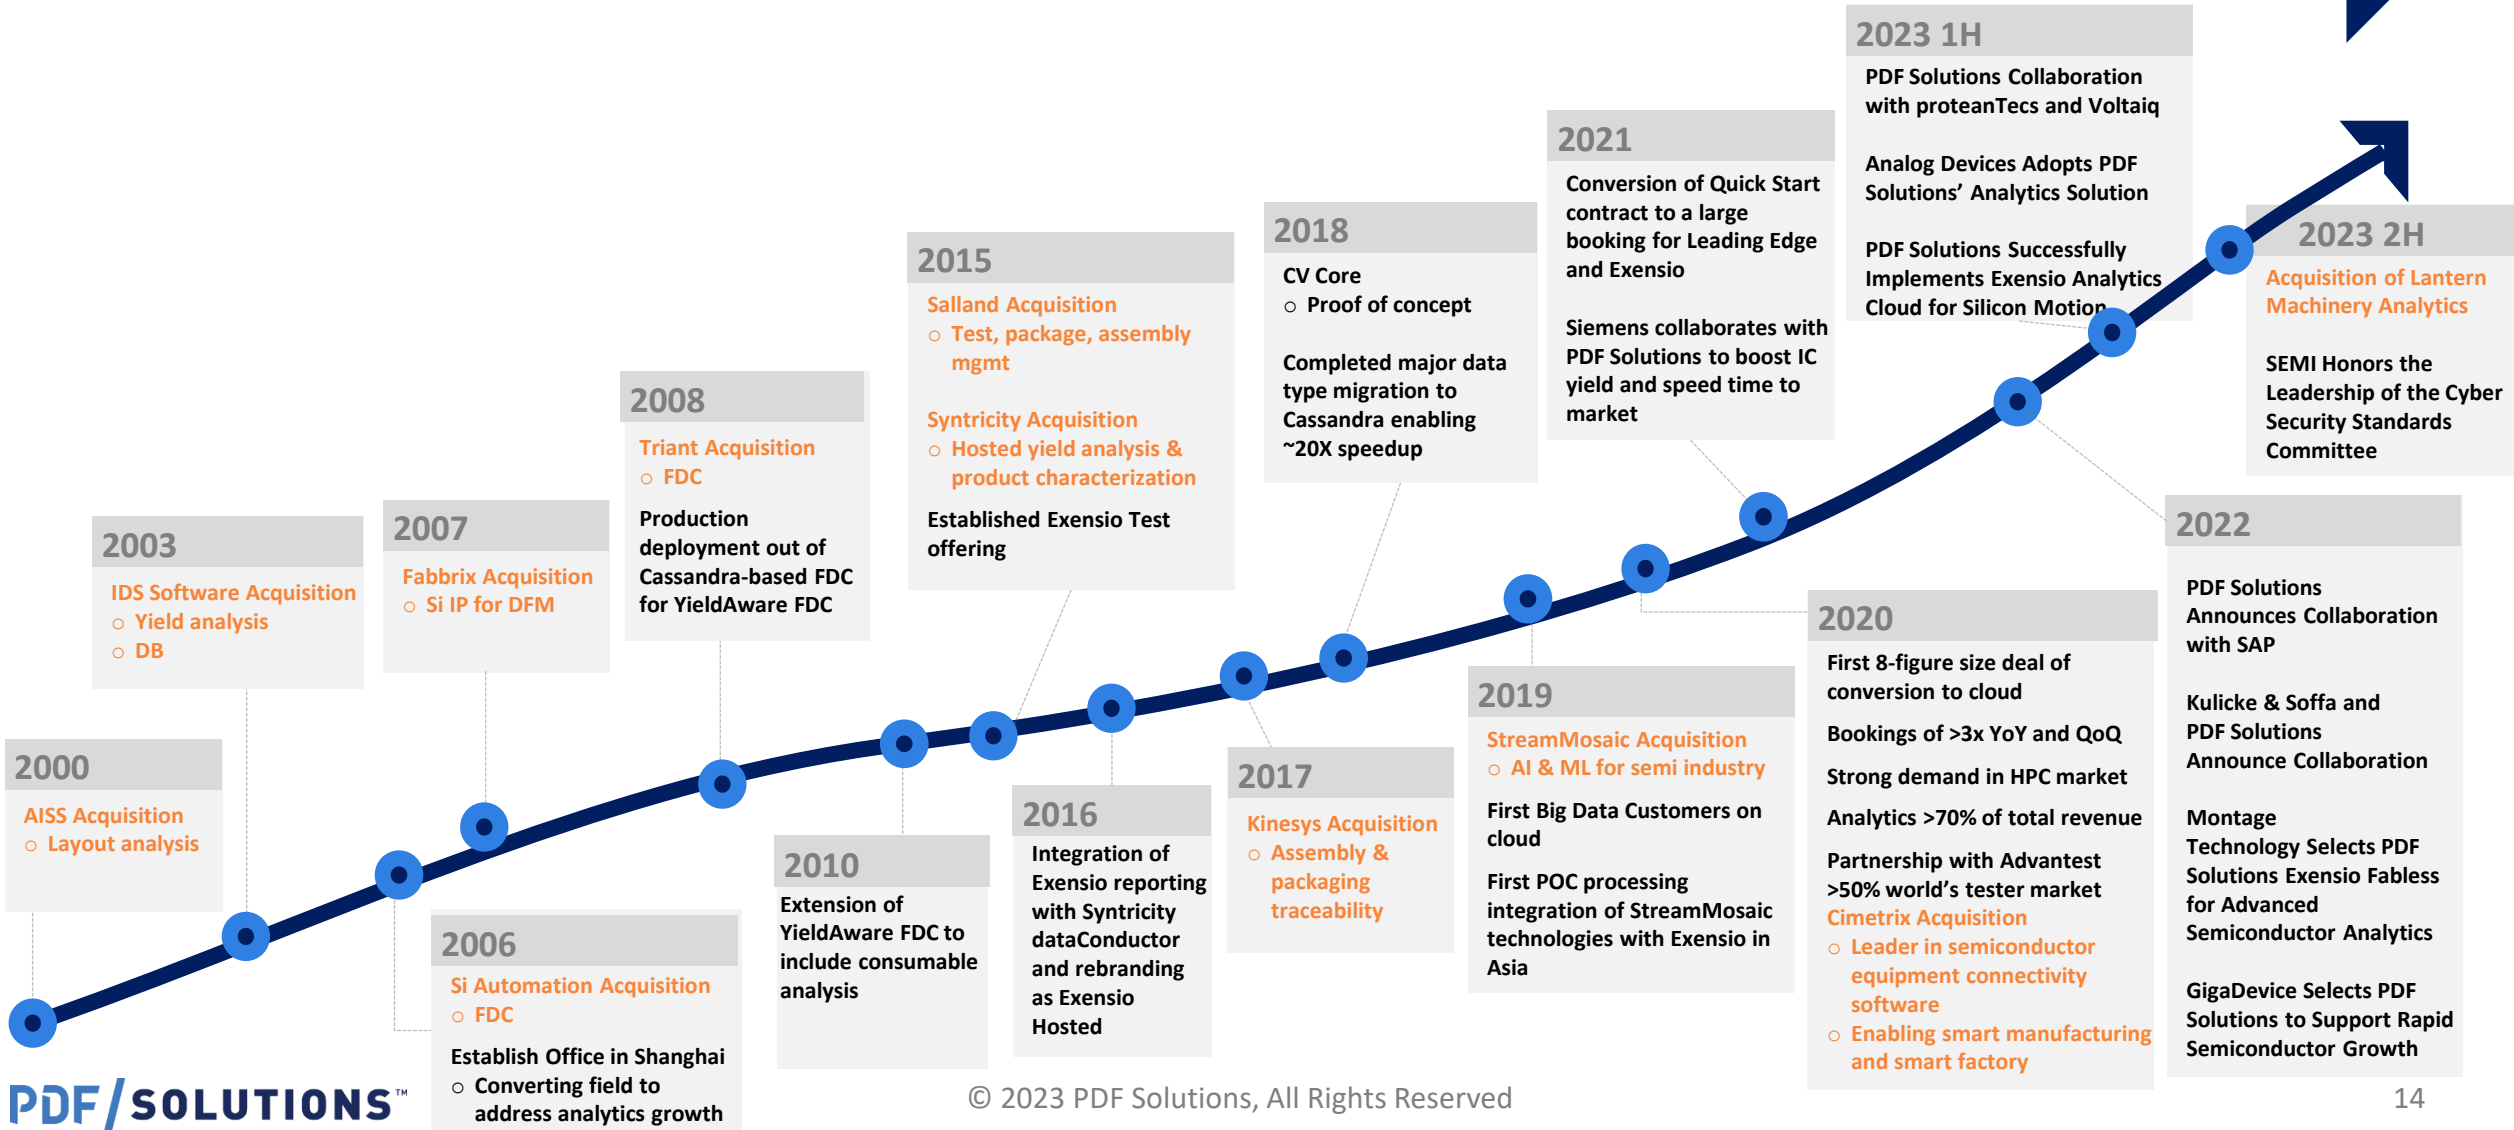 2000
AISS Acquisition
○ Layout analysis
2003
IDS Software Acquisition
○ Yield analysis
○ DB
2006
Si Automation Acquisition
○ FDC
Establish Office in Shanghai
○ Converting field to
address analytics growth
2007
Fabbrix Acquisition
○ Si IP for DFM
2008
Triant Acquisition
○ FDC
Production
deployment out of
Cassandra-based FDC
for YieldAware FDC
2010
Extension of
YieldAware FDC to
include consumable
analysis
2015
Salland Acquisition
○ Test, package, assembly
mgmt
Syntricity Acquisition
○ Hosted yield analysis &
product characterization
Established Exensio Test
offering
2016
Integration of
Exensio reporting
with Syntricity
dataConductor
and rebranding
as Exensio
Hosted
2017
Kinesys Acquisition
○ Assembly &
packaging
traceability
2018
CV Core
○ Proof of concept
Completed major data
type migration to
Cassandra enabling
~20X speedup
2019
StreamMosaic Acquisition
○ AI & ML for semi industry
First Big Data Customers on
cloud
First POC processing
integration of StreamMosaic
technologies with Exensio in
Asia
2020
First 8-figure size deal of
conversion to cloud
Bookings of >3x YoY and QoQ
Strong demand in HPC market
Analytics >70% of total revenue
Partnership with Advantest
>50% world’s tester market
Cimetrix Acquisition
○ Leader in semiconductor
equipment connectivity
software
○ Enabling smart manufacturing
and smart factory
2021
Conversion of Quick Start
contract to a large
booking for Leading Edge
and Exensio
Siemens collaborates with
PDF Solutions to boost IC
yield and speed time to
market
2022
PDF Solutions
Announces Collaboration
with SAP
Kulicke & Soffa and
PDF Solutions
Announce Collaboration
Montage
Technology Selects PDF
Solutions Exensio Fabless
for Advanced
Semiconductor Analytics
GigaDevice Selects PDF
Solutions to Support Rapid
Semiconductor Growth
2023 1H
PDF Solutions Collaboration
with proteanTecs and Voltaiq
Analog Devices Adopts PDF
Solutions’ Analytics Solution
PDF Solutions Successfully
Implements Exensio Analytics
Cloud for Silicon Motion
2023 2H
Acquisition of Lantern
Machinery Analytics
SEMI Honors the
Leadership of the Cyber
Security Standards
Committee
PDF/SOLUTIONS™
© 2023 PDF Solutions, All Rights Reserved
14